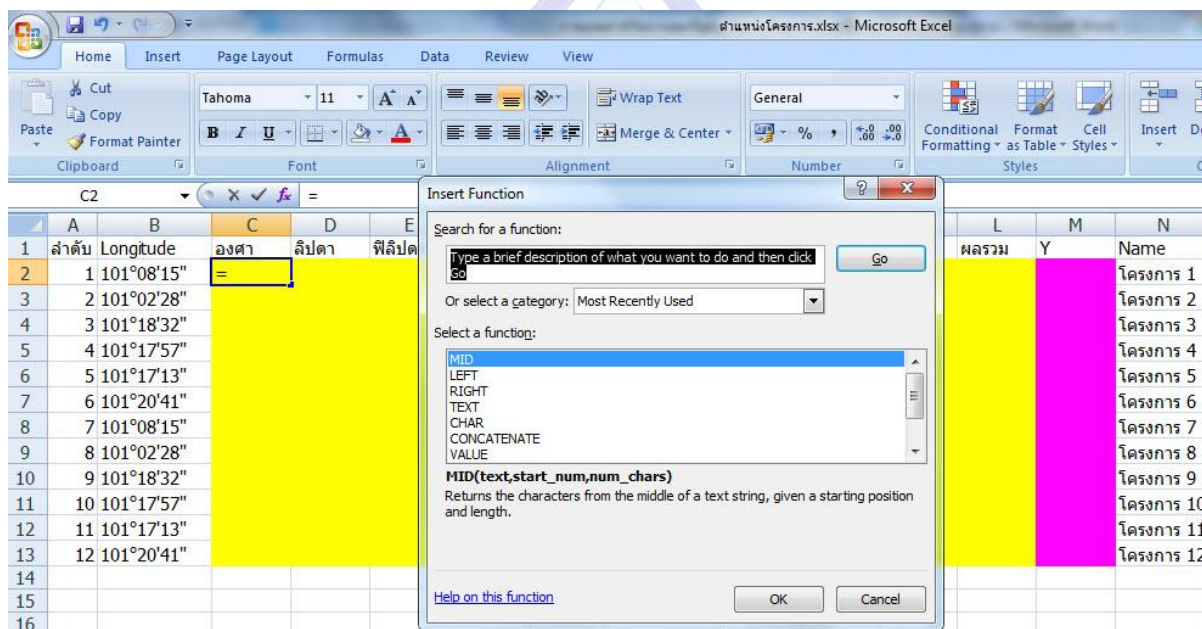 ตำแหน่งโครงการ.xlsx - Microsoft Excel
Home Insert Page Layout Formulas Data Review View
Cut
Copy
Format Painter
Paste
Tahoma 11 A A
B I U A
Wrap Text
Merge & Center
General
% , .0 .00 .00 .0
Conditional Formatting
Format as Table
Cell Styles
Insert
Clipboard Font Alignment Number Styles
C2 fx =
A B C D E L M N
1 ลำดับ Longitude องศา ลิปดา ฟิลิปด ผลรวม Y Name
2 1 101°08'15" = โครงการ 1
3 2 101°02'28" โครงการ 2
4 3 101°18'32" โครงการ 3
5 4 101°17'57" โครงการ 4
6 5 101°17'13" โครงการ 5
7 6 101°20'41" โครงการ 6
8 7 101°08'15" โครงการ 7
9 8 101°02'28" โครงการ 8
10 9 101°18'32" โครงการ 9
11 10 101°17'57" โครงการ 10
12 11 101°17'13" โครงการ 11
13 12 101°20'41" โครงการ 12
14
15
16
Insert Function
? X
Search for a function:
Type a brief description of what you want to do and then click
Go
Go
Or select a category: Most Recently Used
Select a function:
MID
LEFT
RIGHT
TEXT
CHAR
CONCATENATE
VALUE
MID(text,start_num,num_chars)
Returns the characters from the middle of a text string, given a starting position
and length.
Help on this function
OK Cancel